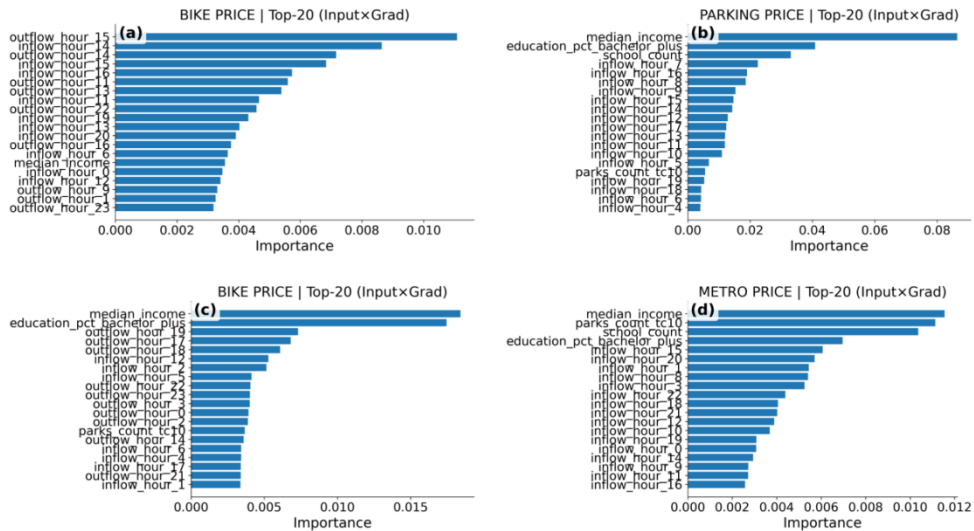 BIKE PRICE | Top-20 (Input×Grad)
(a)
outflow_hour_15
inflow_hour_14
outflow_hour_14
inflow_hour_15
inflow_hour_16
outflow_hour_11
outflow_hour_13
inflow_hour_11
outflow_hour_22
inflow_hour_19
inflow_hour_13
inflow_hour_20
outflow_hour_16
inflow_hour_6
median_income
inflow_hour_0
inflow_hour_12
outflow_hour_9
outflow_hour_1
outflow_hour_23
0.000 0.002 0.004 0.006 0.008 0.010
Importance
PARKING PRICE | Top-20 (Input×Grad)
(b)
median_income
education_pct_bachelor_plus
school_count
inflow_hour_7
inflow_hour_16
inflow_hour_8
inflow_hour_9
inflow_hour_15
inflow_hour_14
inflow_hour_12
inflow_hour_17
inflow_hour_13
inflow_hour_11
inflow_hour_10
inflow_hour_5
parks_count_tc10
inflow_hour_19
inflow_hour_18
inflow_hour_6
inflow_hour_4
0.00 0.02 0.04 0.06 0.08
Importance
BIKE PRICE | Top-20 (Input×Grad)
(c)
median_income
education_pct_bachelor_plus
outflow_hour_19
outflow_hour_17
outflow_hour_18
inflow_hour_12
inflow_hour_2
inflow_hour_5
outflow_hour_22
outflow_hour_23
outflow_hour_3
outflow_hour_0
outflow_hour_2
parks_count_tc10
outflow_hour_14
inflow_hour_6
inflow_hour_4
inflow_hour_17
outflow_hour_21
inflow_hour_1
0.000 0.005 0.010 0.015
Importance
METRO PRICE | Top-20 (Input×Grad)
(d)
median_income
parks_count_tc10
school_count
education_pct_bachelor_plus
inflow_hour_15
inflow_hour_20
inflow_hour_1
inflow_hour_8
inflow_hour_3
inflow_hour_22
inflow_hour_18
inflow_hour_21
inflow_hour_12
inflow_hour_10
inflow_hour_19
inflow_hour_0
inflow_hour_14
inflow_hour_9
inflow_hour_11
inflow_hour_16
0.000 0.002 0.004 0.006 0.008 0.010 0.012
Importance